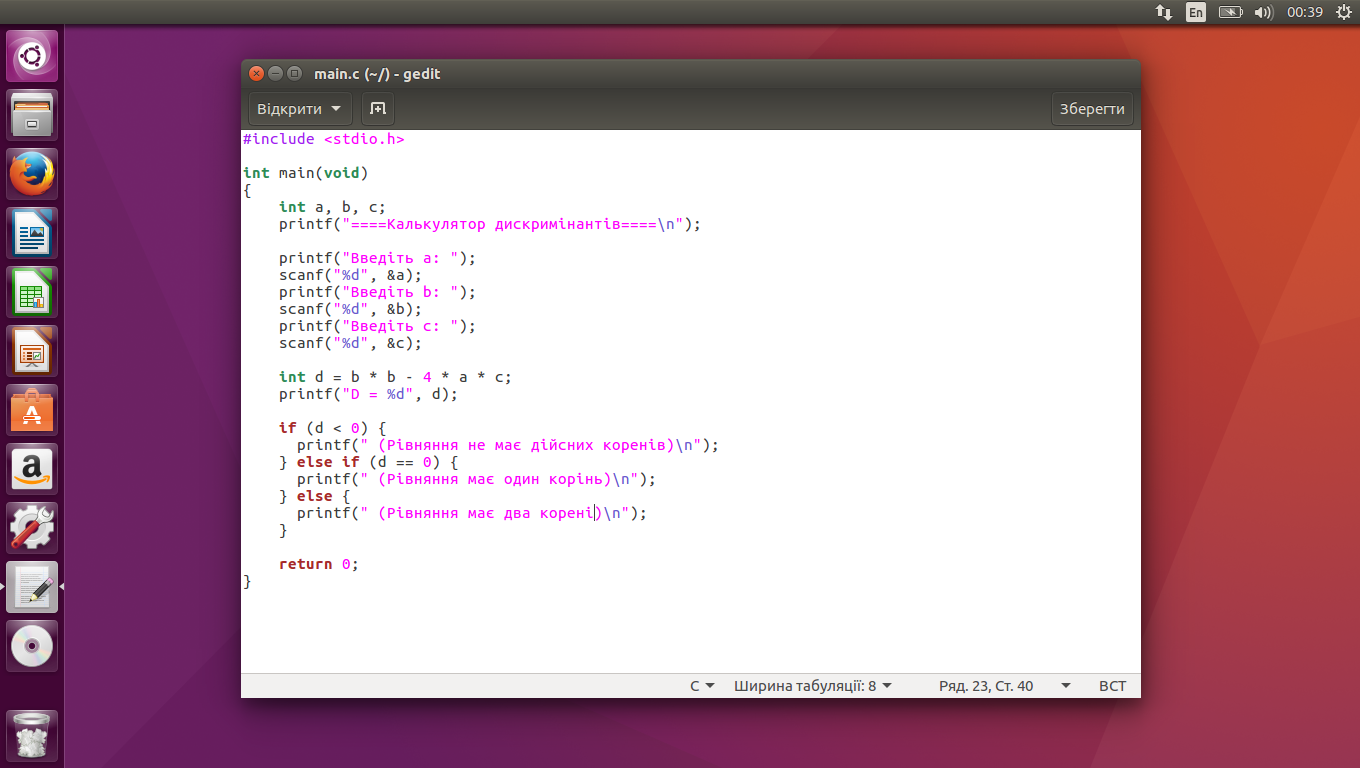 En 00:39
main.c (~/) - gedit
Відкрити Зберегти
#include <stdio.h>

int main(void)
{
    int a, b, c;
    printf("====Калькулятор дискримінантів====\n");

    printf("Введіть a: ");
    scanf("%d", &a);
    printf("Введіть b: ");
    scanf("%d", &b);
    printf("Введіть c: ");
    scanf("%d", &c);

    int d = b * b - 4 * a * c;
    printf("D = %d", d);

    if (d < 0) {
      printf(" (Рівняння не має дійсних коренів)\n");
    } else if (d == 0) {
      printf(" (Рівняння має один корінь)\n");
    } else {
      printf(" (Рівняння має два корені)\n");
    }

    return 0;
}
C Ширина табуляції: 8 Ряд. 23, Ст. 40 ВСТ